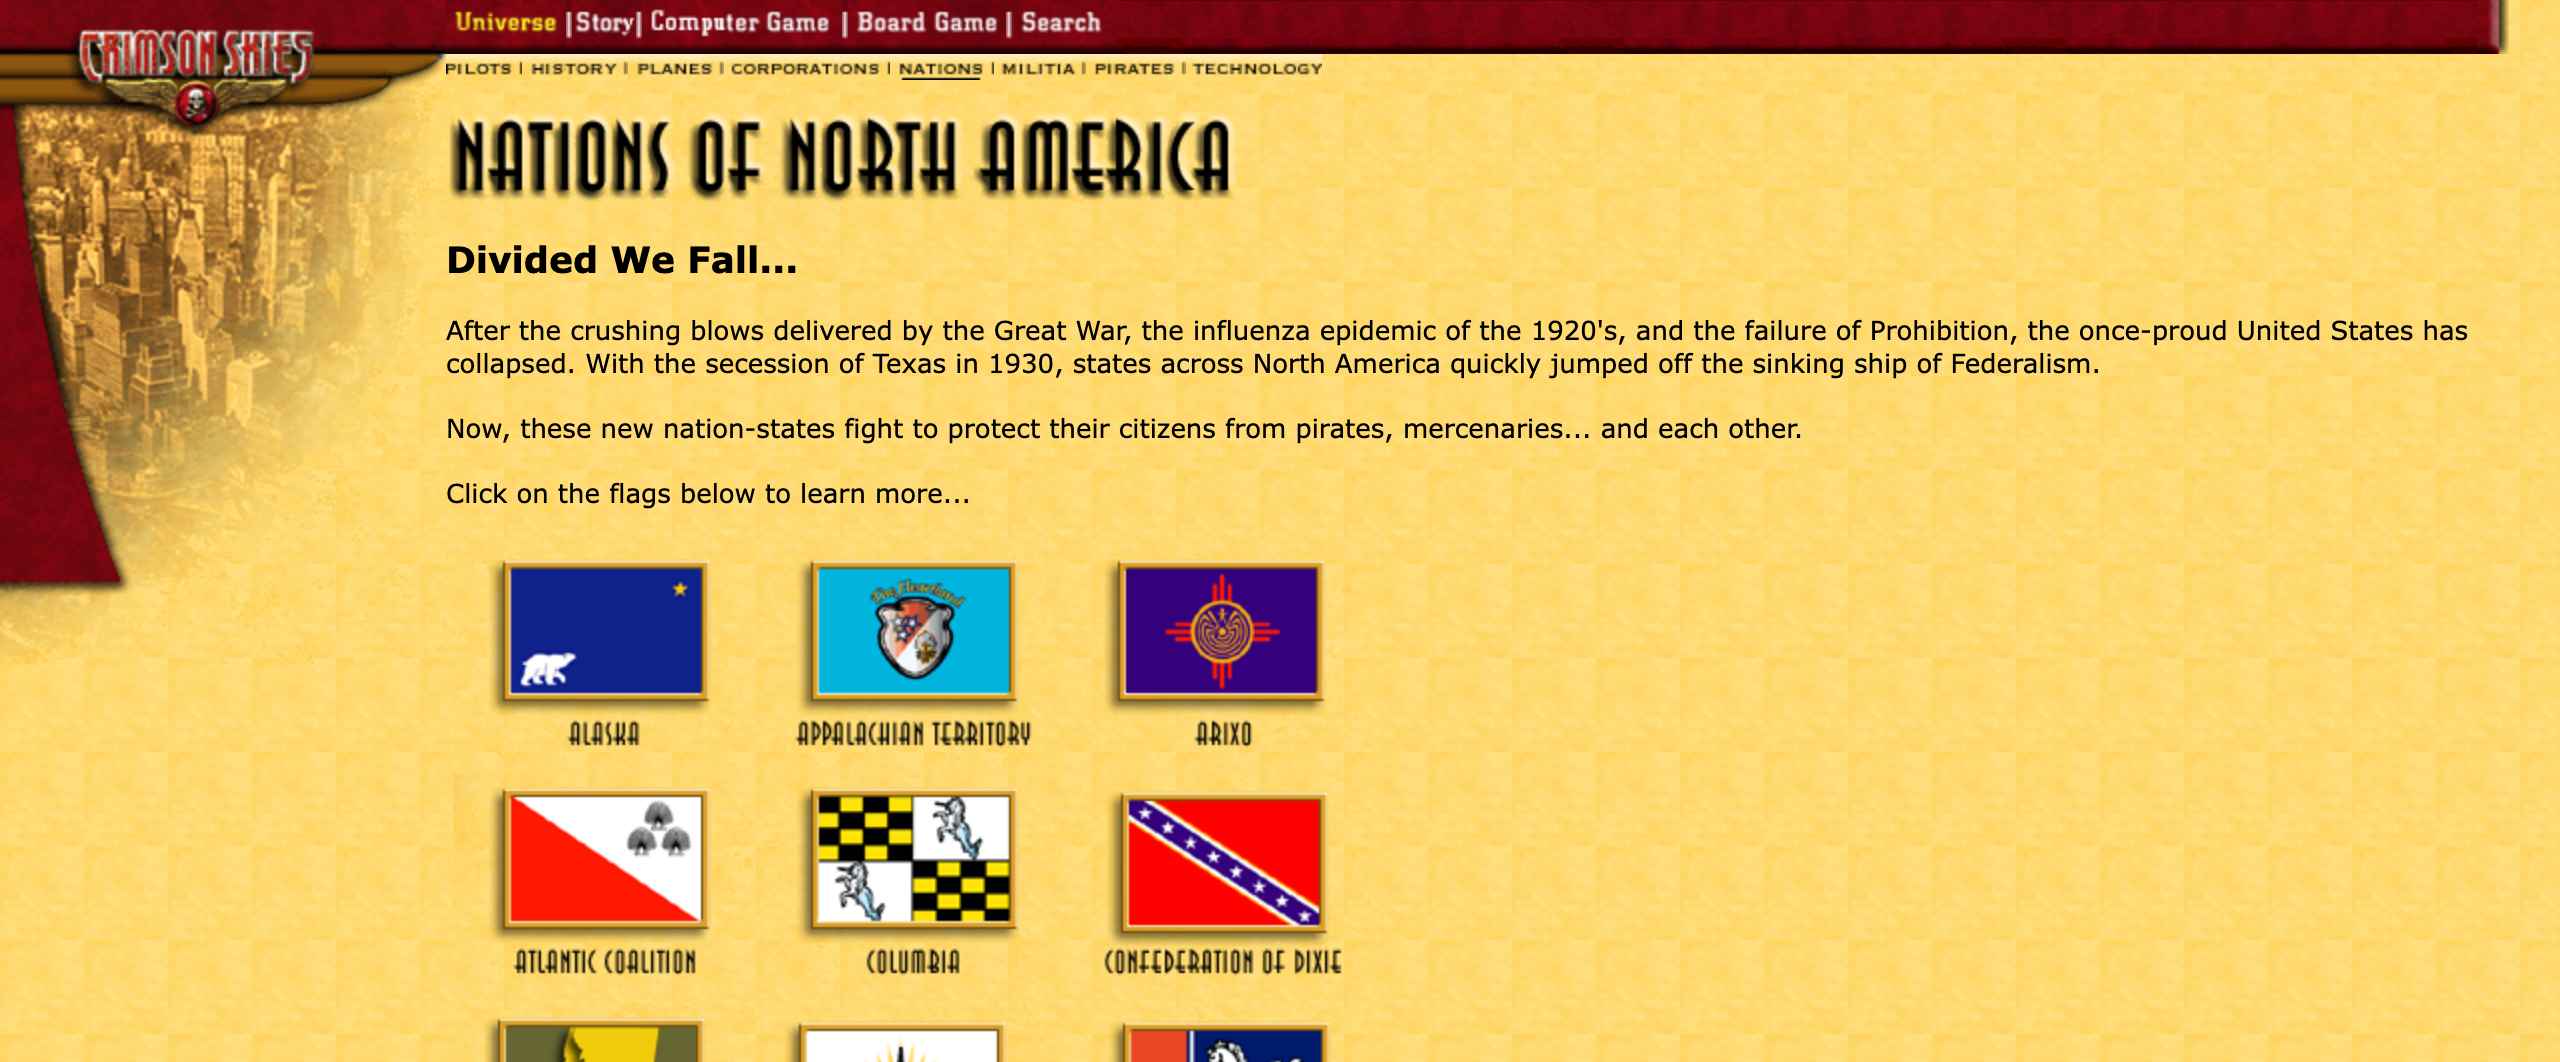 CRIMSON SKIES
Universe | Story | Computer Game | Board Game | Search
PILOTS | HISTORY | PLANES | CORPORATIONS | NATIONS | MILITIA | PIRATES | TECHNOLOGY
NATIONS OF NORTH AMERICA
Divided We Fall...
After the crushing blows delivered by the Great War, the influenza epidemic of the 1920's, and the failure of Prohibition, the once-proud United States has
collapsed. With the secession of Texas in 1930, states across North America quickly jumped off the sinking ship of Federalism.
Now, these new nation-states fight to protect their citizens from pirates, mercenaries... and each other.
Click on the flags below to learn more...
ALASKA
APPALACHIAN TERRITORY
ARIXO
ATLANTIC COALITION
COLUMBIA
CONFEDERATION OF DIXIE